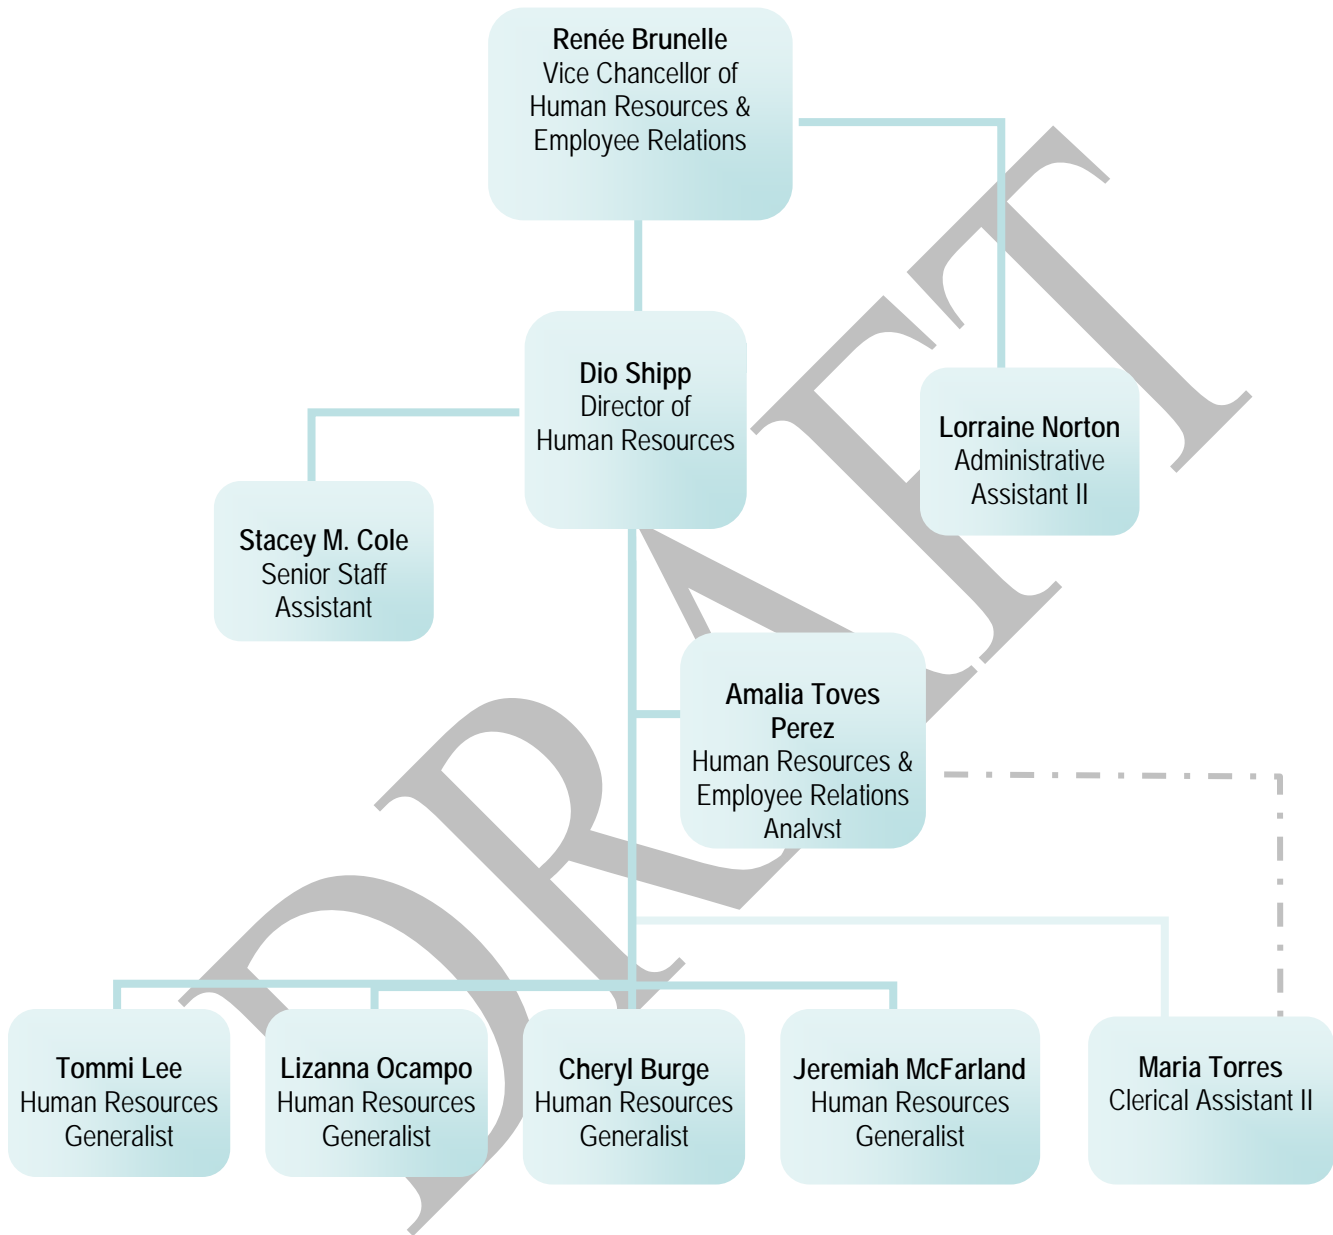 Renée Brunelle
Vice Chancellor of
Human Resources &
Employee Relations
Dio Shipp
Director of
Human Resources
Lorraine Norton
Administrative
Assistant II
Stacey M. Cole
Senior Staff
Assistant
Amalia Toves
Perez
Human Resources &
Employee Relations
Analyst
Tommi Lee
Human Resources
Generalist
Lizanna Ocampo
Human Resources
Generalist
Cheryl Burge
Human Resources
Generalist
Jeremiah McFarland
Human Resources
Generalist
Maria Torres
Clerical Assistant II
DRAFT